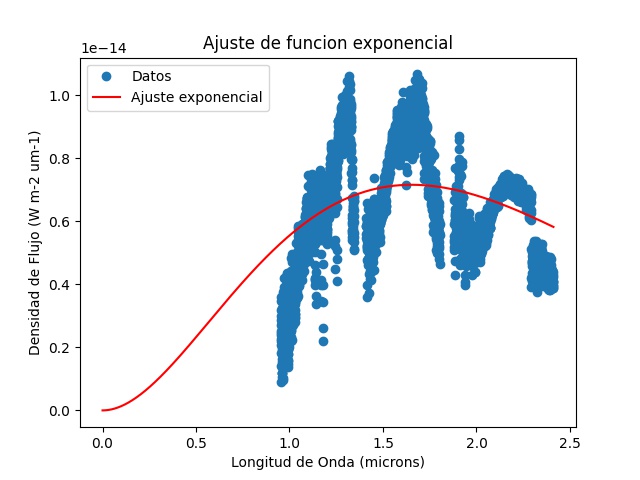 Ajuste de funcion exponencial
1e−14
Datos
Ajuste exponencial
Densidad de Flujo (W m-2 um-1)
1.0
0.8
0.6
0.4
0.2
0.0
0.0 0.5 1.0 1.5 2.0 2.5
Longitud de Onda (microns)